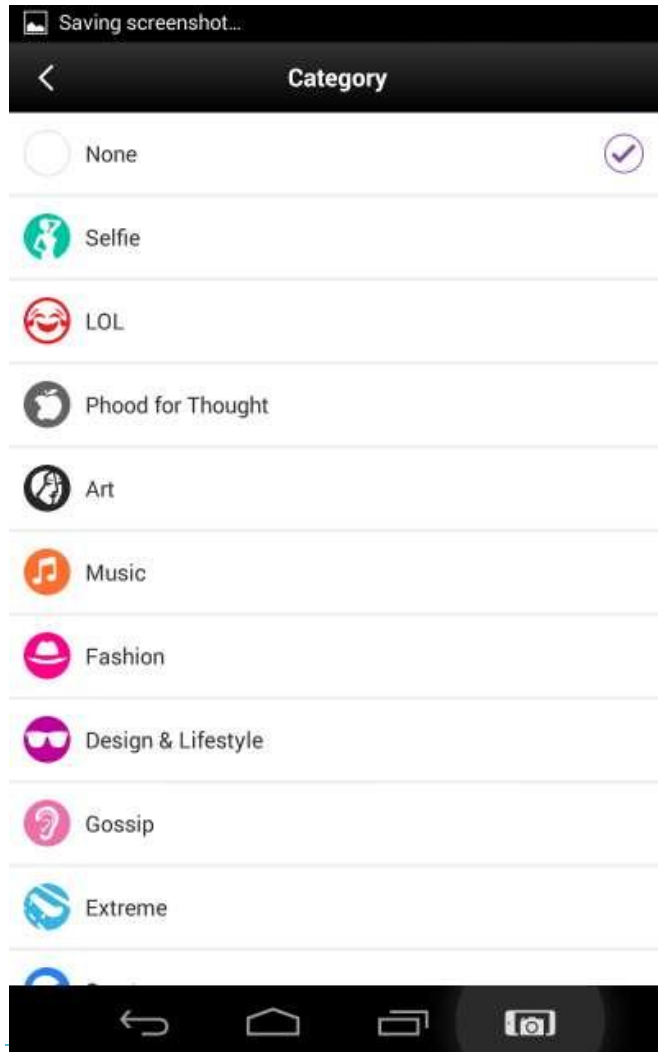 Saving screenshot...
Category
None
Selfie
LOL
Phood for Thought
Art
Music
Fashion
Design & Lifestyle
Gossip
Extreme